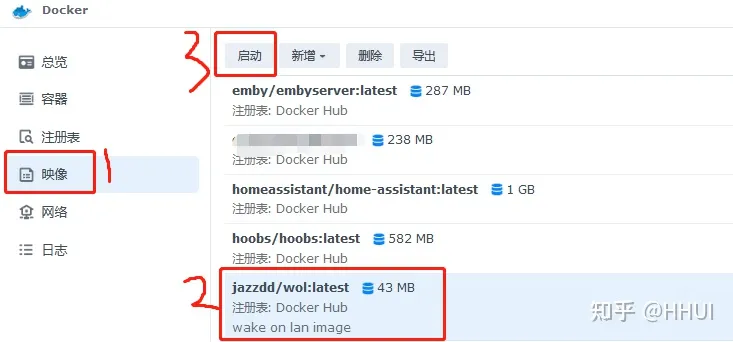 Docker
总览
容器
注册表
映像
网络
日志
1
3
启动 新增 删除 导出
emby/embyserver:latest 287 MB
注册表: Docker Hub
238 MB
注册表: Docker Hub
homeassistant/home-assistant:latest 1 GB
注册表: Docker Hub
hoobs/hoobs:latest 582 MB
注册表: Docker Hub
2
jazzdd/wol:latest 43 MB
注册表: Docker Hub
wake on lan image
知乎 @HHUI